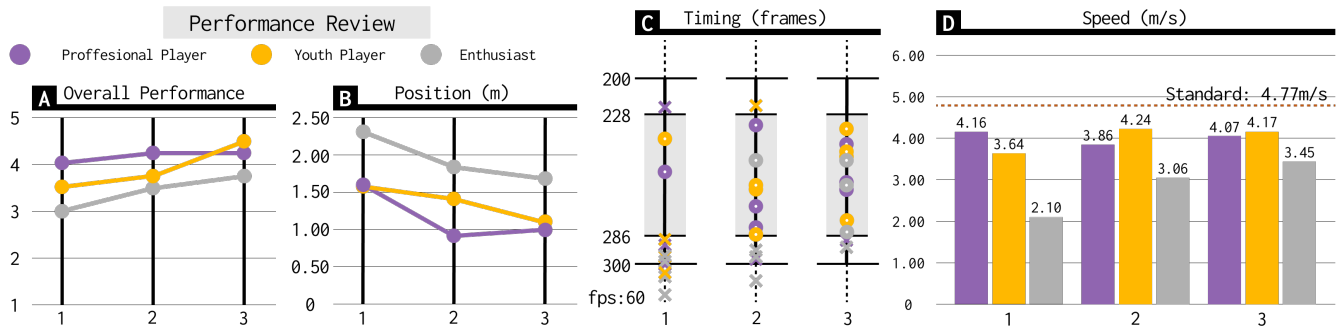 Performance Review
Proffesional Player
Youth Player
Enthusiast
A Overall Performance
5
4
3
2
1
1 2 3
B Position (m)
2.50
2.00
1.50
1.00
0.50
0
1 2 3
C Timing (frames)
200
228
286
300
fps:60
1 2 3
D Speed (m/s)
6.00
5.00
4.00
3.00
2.00
1.00
0
Standard: 4.77m/s
4.16 3.64 2.10
3.86 4.24 3.06
4.07 4.17 3.45
1 2 3